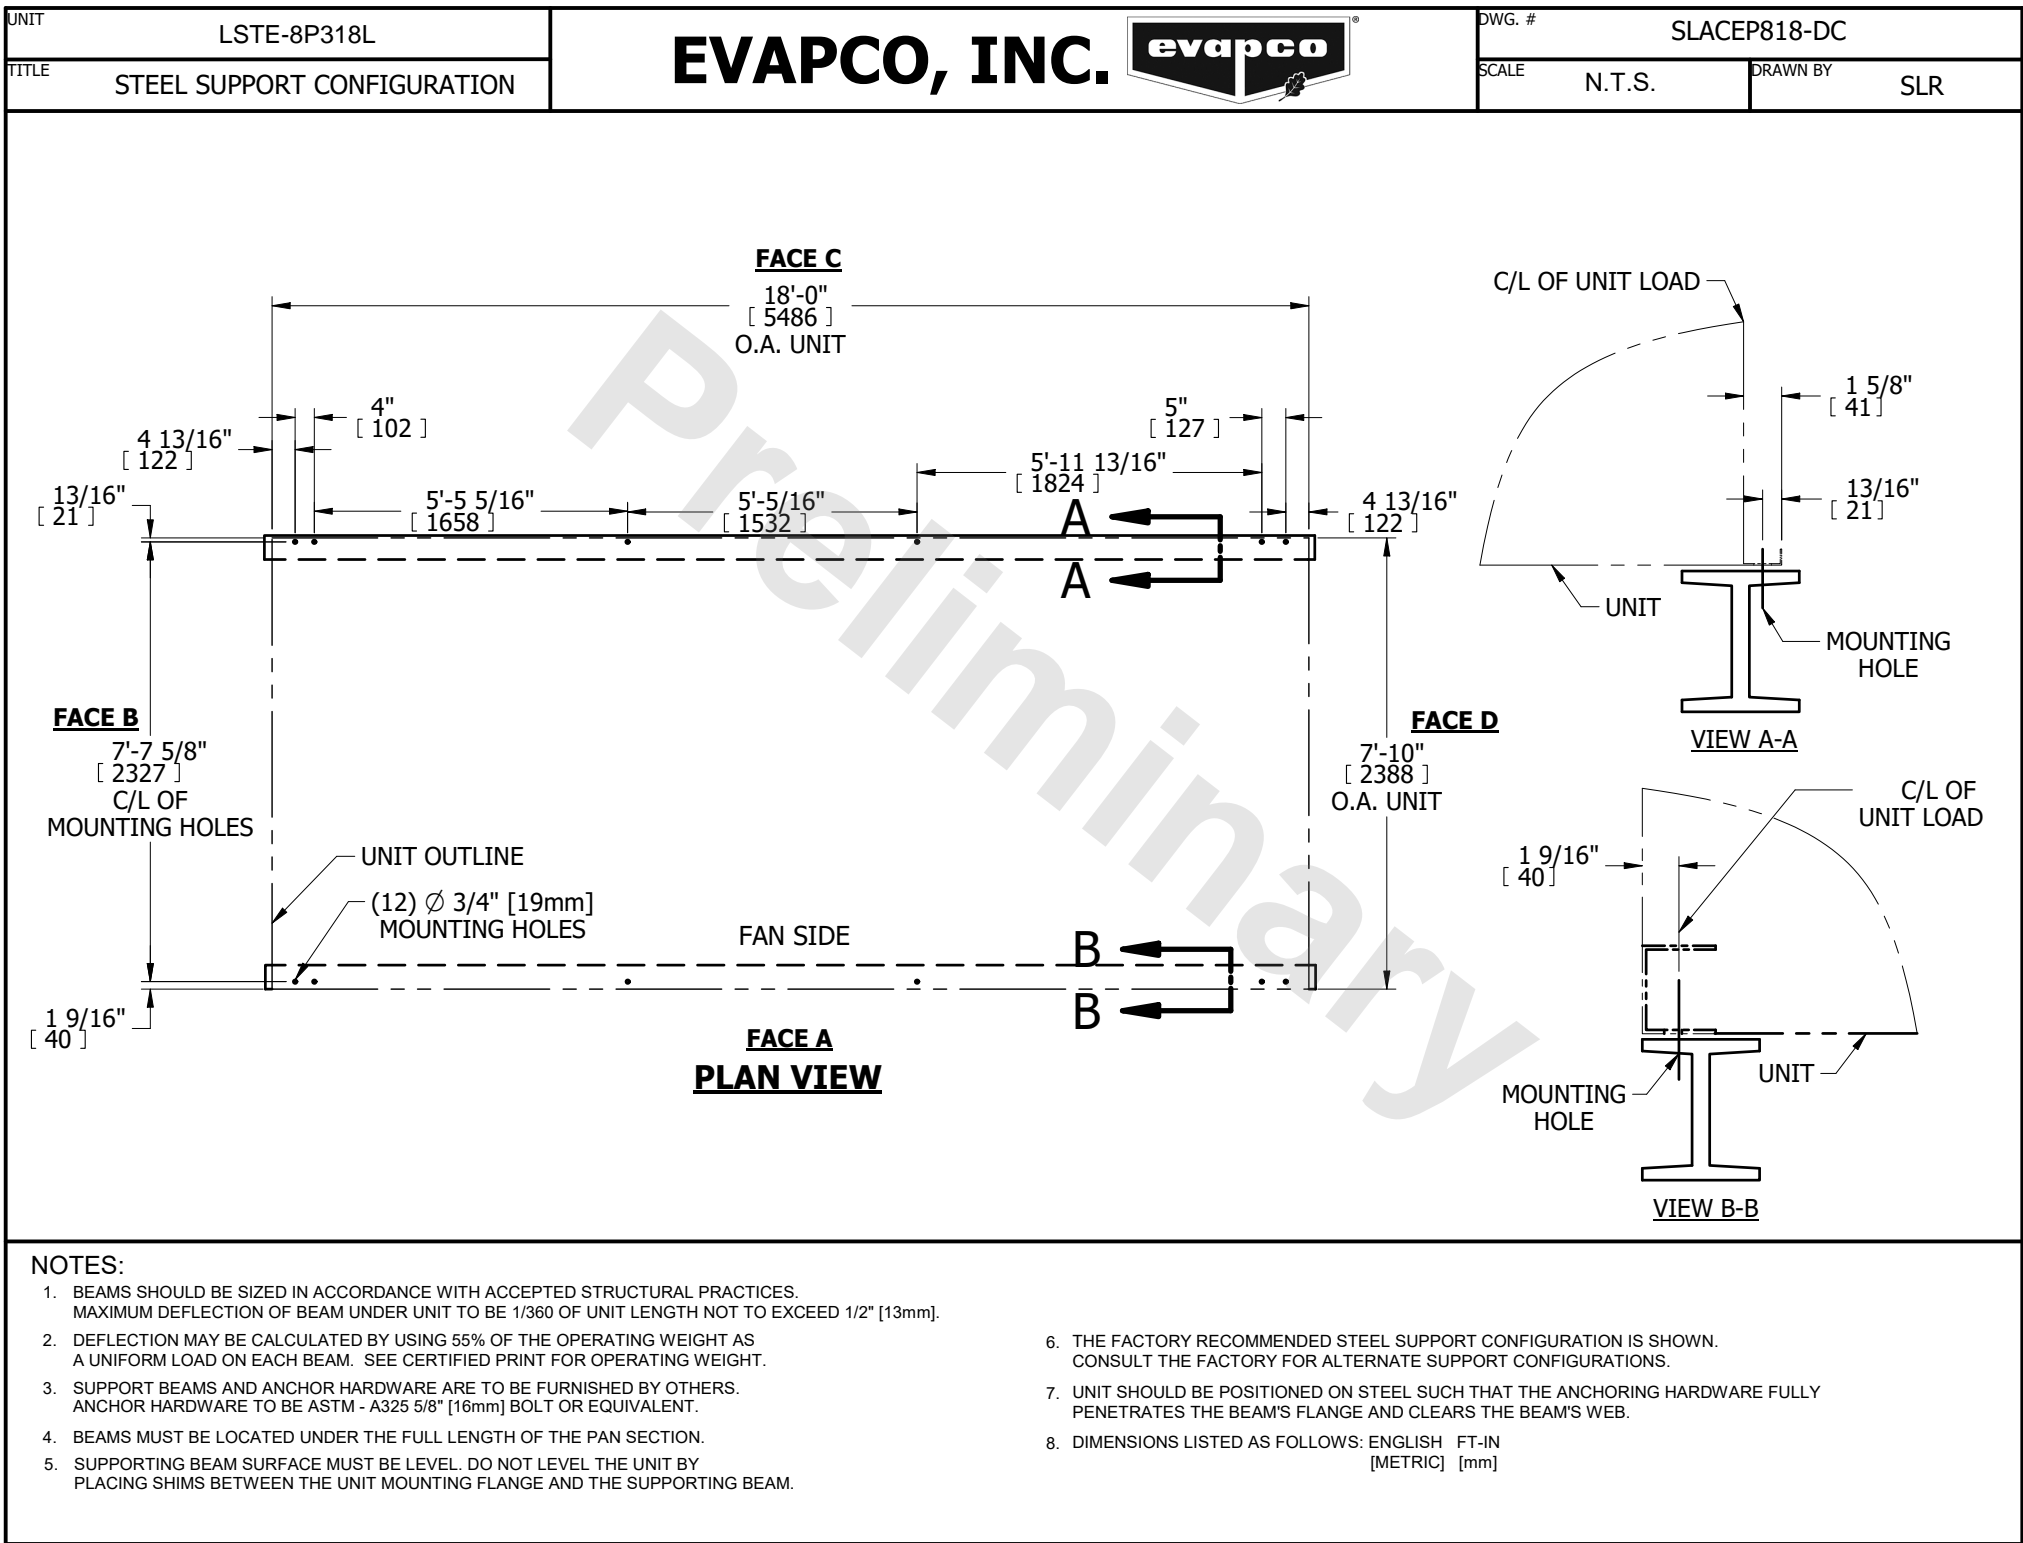 UNIT
LSTE-8P318L
TITLE
STEEL SUPPORT CONFIGURATION
EVAPCO, INC.
evapco
®
DWG. #
SLACEP818-DC
SCALE
N.T.S.
DRAWN BY
SLR
FACE C
18'-0"
[ 5486 ]
O.A. UNIT
4"
[ 102 ]
5"
[ 127 ]
4 13/16"
[ 122 ]
13/16"
[ 21 ]
5'-5 5/16"
[ 1658 ]
5'-5/16"
[ 1532 ]
5'-11 13/16"
[ 1824 ]
4 13/16"
[ 122 ]
A
A
FACE B
7'-7 5/8"
[ 2327 ]
C/L OF
MOUNTING HOLES
FACE D
7'-10"
[ 2388 ]
O.A. UNIT
UNIT OUTLINE
(12) ∅ 3/4" [19mm]
MOUNTING HOLES
FAN SIDE
B
B
1 9/16"
[ 40 ]
FACE A
PLAN VIEW
Preliminary
C/L OF UNIT LOAD
1 5/8"
[ 41 ]
13/16"
[ 21 ]
UNIT
MOUNTING
HOLE
VIEW A-A
C/L OF
UNIT LOAD
1 9/16"
[ 40 ]
UNIT
MOUNTING
HOLE
VIEW B-B
NOTES:
1. BEAMS SHOULD BE SIZED IN ACCORDANCE WITH ACCEPTED STRUCTURAL PRACTICES.
MAXIMUM DEFLECTION OF BEAM UNDER UNIT TO BE 1/360 OF UNIT LENGTH NOT TO EXCEED 1/2" [13mm].
2. DEFLECTION MAY BE CALCULATED BY USING 55% OF THE OPERATING WEIGHT AS
A UNIFORM LOAD ON EACH BEAM. SEE CERTIFIED PRINT FOR OPERATING WEIGHT.
3. SUPPORT BEAMS AND ANCHOR HARDWARE ARE TO BE FURNISHED BY OTHERS.
ANCHOR HARDWARE TO BE ASTM - A325 5/8" [16mm] BOLT OR EQUIVALENT.
4. BEAMS MUST BE LOCATED UNDER THE FULL LENGTH OF THE PAN SECTION.
5. SUPPORTING BEAM SURFACE MUST BE LEVEL. DO NOT LEVEL THE UNIT BY
PLACING SHIMS BETWEEN THE UNIT MOUNTING FLANGE AND THE SUPPORTING BEAM.
6. THE FACTORY RECOMMENDED STEEL SUPPORT CONFIGURATION IS SHOWN.
CONSULT THE FACTORY FOR ALTERNATE SUPPORT CONFIGURATIONS.
7. UNIT SHOULD BE POSITIONED ON STEEL SUCH THAT THE ANCHORING HARDWARE FULLY
PENETRATES THE BEAM'S FLANGE AND CLEARS THE BEAM'S WEB.
8. DIMENSIONS LISTED AS FOLLOWS: ENGLISH FT-IN
[METRIC] [mm]